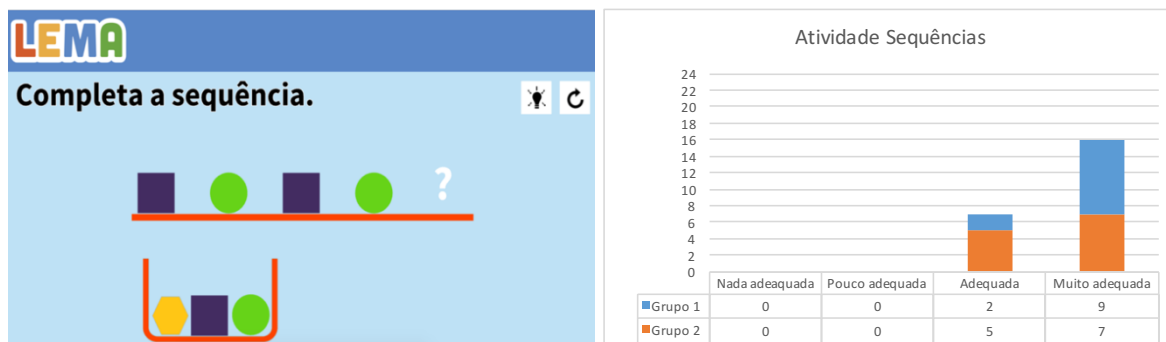 LEMA
Completa a sequência.
?
Atividade Sequências
24
22
20
18
16
14
12
10
8
6
4
2
0
Nada adeaquada Pouco adequada Adequada Muito adequada
Grupo 1 0 0 2 9
Grupo 2 0 0 5 7